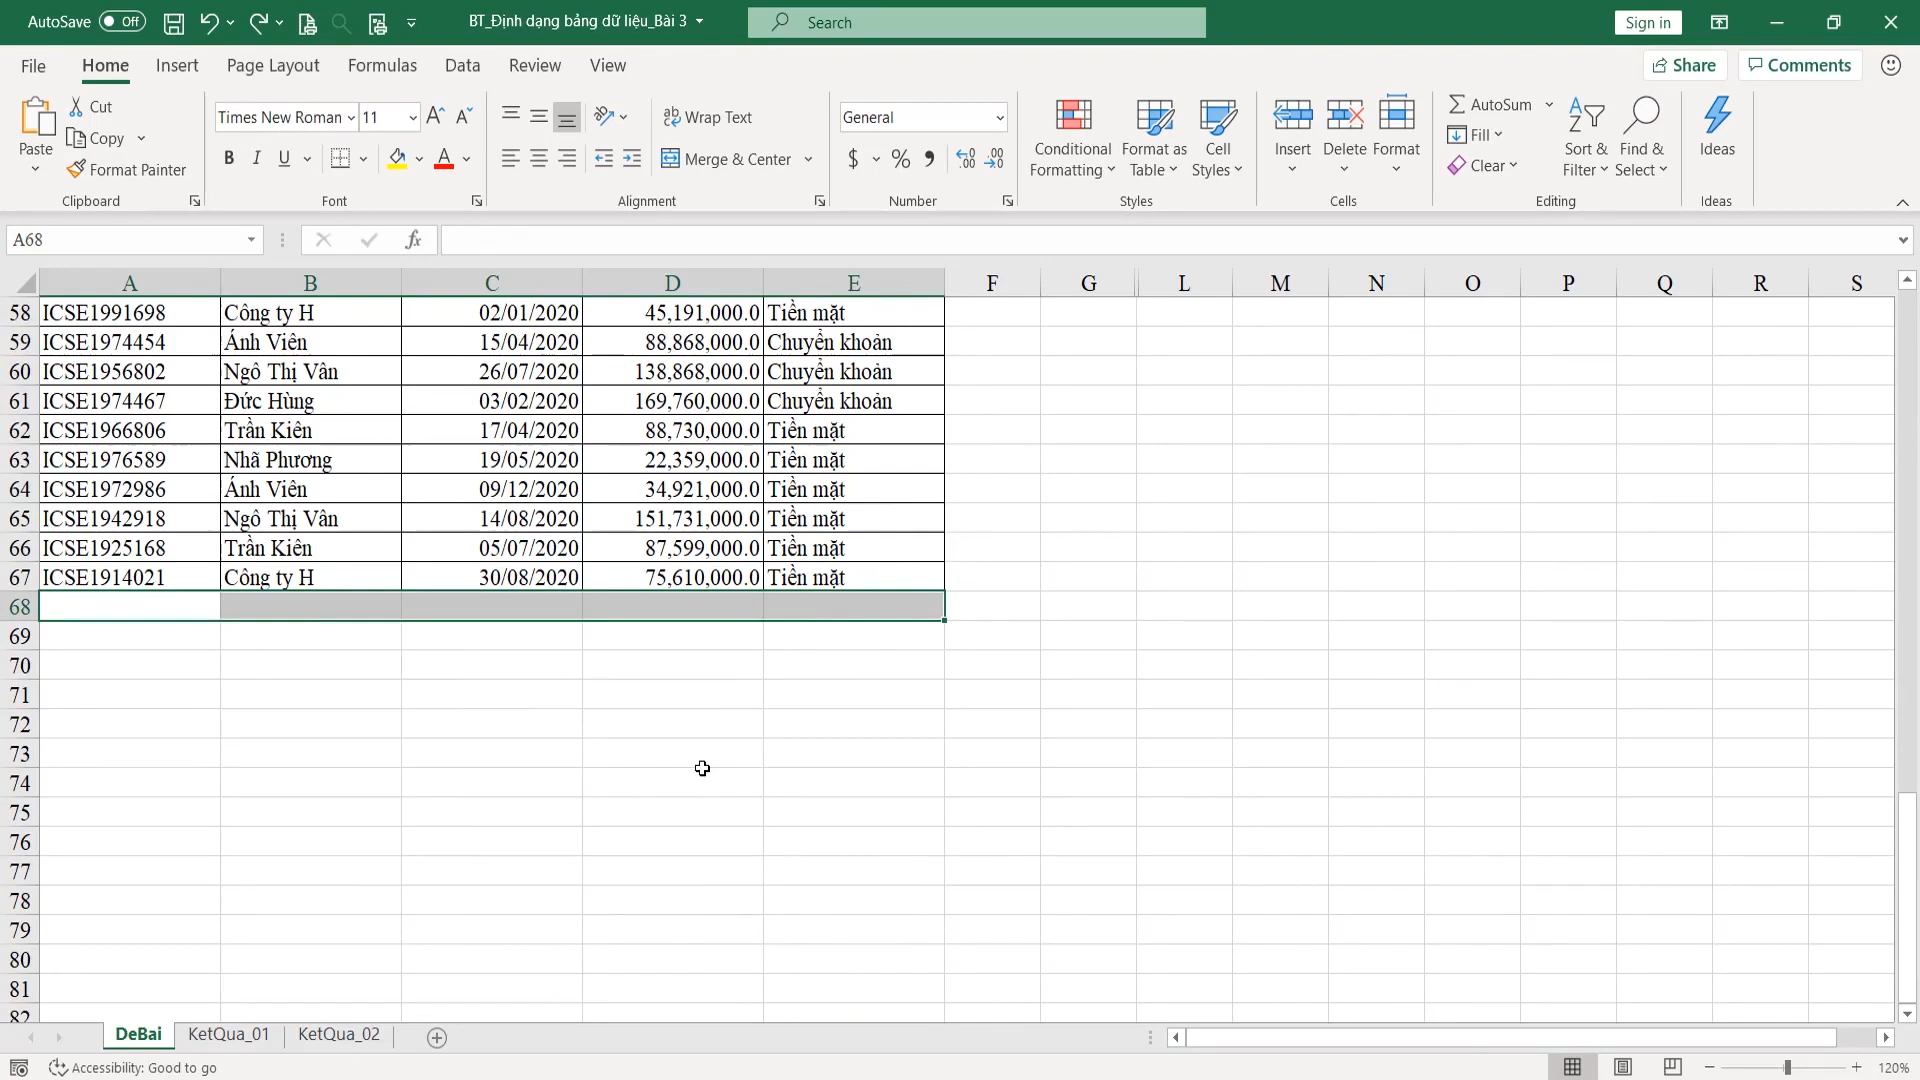 AutoSave Off BT_Định dạng bảng dữ liệu_Bài 3 Search Sign in
File Home Insert Page Layout Formulas Data Review View Share Comments
Paste Cut Copy Format Painter Clipboard
Times New Roman 11 B I U A Font
Wrap Text Merge & Center Alignment
General $ % Number
Conditional Formatting Format as Table Cell Styles Styles
Insert Delete Format Cells
AutoSum Fill Clear Sort & Filter Find & Select Editing
Ideas Ideas
A68 fx
A B C D E F G L M N O P Q R S
58 ICSE1991698 Công ty H 02/01/2020 45,191,000.0 Tiền mặt
59 ICSE1974454 Ánh Viên 15/04/2020 88,868,000.0 Chuyển khoản
60 ICSE1956802 Ngô Thị Vân 26/07/2020 138,868,000.0 Chuyển khoản
61 ICSE1974467 Đức Hùng 03/02/2020 169,760,000.0 Chuyển khoản
62 ICSE1966806 Trần Kiên 17/04/2020 88,730,000.0 Tiền mặt
63 ICSE1976589 Nhã Phương 19/05/2020 22,359,000.0 Tiền mặt
64 ICSE1972986 Ánh Viên 09/12/2020 34,921,000.0 Tiền mặt
65 ICSE1942918 Ngô Thị Vân 14/08/2020 151,731,000.0 Tiền mặt
66 ICSE1925168 Trần Kiên 05/07/2020 87,599,000.0 Tiền mặt
67 ICSE1914021 Công ty H 30/08/2020 75,610,000.0 Tiền mặt
68
69
70
71
72
73
74
75
76
77
78
79
80
81
82
DeBai KetQua_01 KetQua_02
Accessibility: Good to go 120%